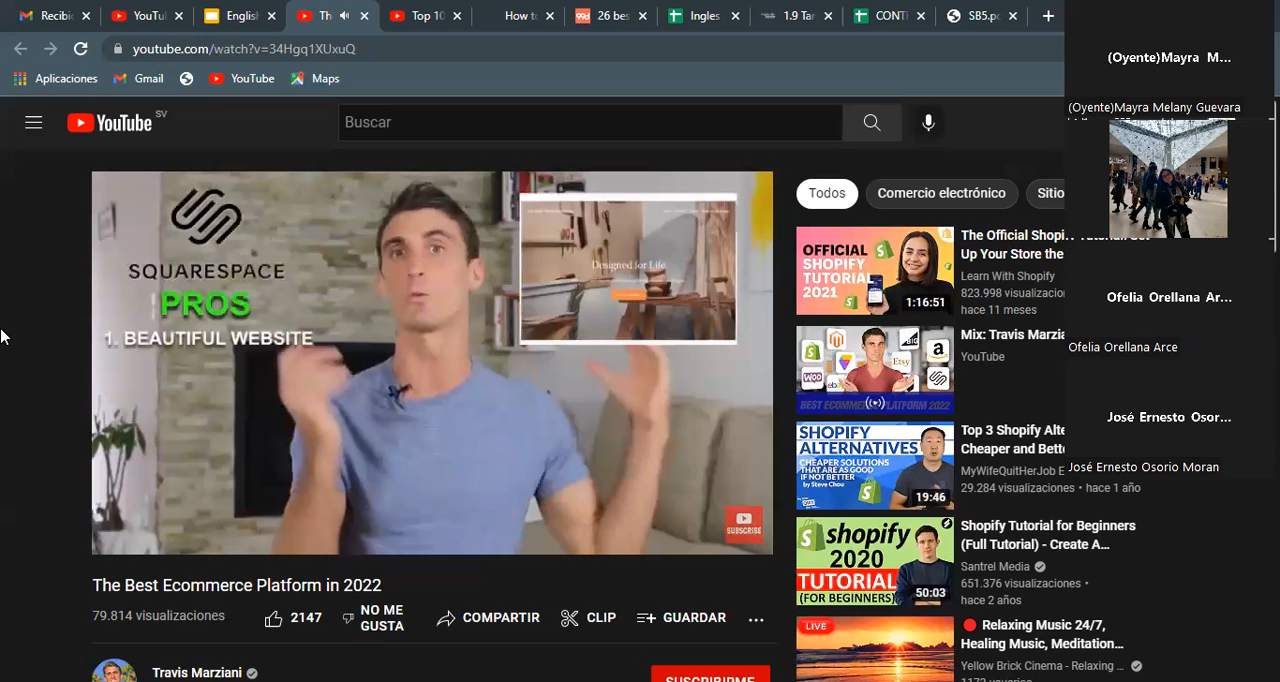 Recibi
YouTul
English
Th
Top 10
How to
26 bes
Ingles
1.9 Tar
CONT
SB5.pc
youtube.com/watch?v=34Hgq1XUxuQ
Aplicaciones
Gmail
YouTube
Maps
YouTube SV
Buscar
SQUARESPACE
PROS
1. BEAUTIFUL WEBSITE
Designed for Life
SUBSCRIBE
The Best Ecommerce Platform in 2022
79.814 visualizaciones
2147
NO ME
GUSTA
COMPARTIR
CLIP
GUARDAR
Travis Marziani
SUSCRIBIRME
Todos
Comercio electrónico
Sitio
OFFICIAL
SHOPIFY
TUTORIAL
2021
1:16:51
The Official Shopi
Up Your Store the
Learn With Shopify
823.998 visualizacio
hace 11 meses
Etsy
WOO
ebay
BIG
a
BEST ECOMMERCE PLATFORM 2022
Mix: Travis Marzia
YouTube
SHOPIFY
ALTERNATIVES
CHEAPER SOLUTIONS
THAT ARE AS GOOD
IF NOT BETTER
by Steve Chou
19:46
Top 3 Shopify Alte
Cheaper and Bett
MyWifeQuitHerJob E
29.284 visualizaciones • hace 1 año
shopify
2020
TUTORIAL
(FOR BEGINNERS)
50:03
Shopify Tutorial for Beginners
(Full Tutorial) - Create A...
Santrel Media
651.376 visualizaciones •
hace 2 años
LIVE
Relaxing Music 24/7,
Healing Music, Meditation...
Yellow Brick Cinema - Relaxing ...
(Oyente)Mayra M...
(Oyente)Mayra Melany Guevara
Ofelia Orellana Ar...
Ofelia Orellana Arce
José Ernesto Osor...
José Ernesto Osorio Moran